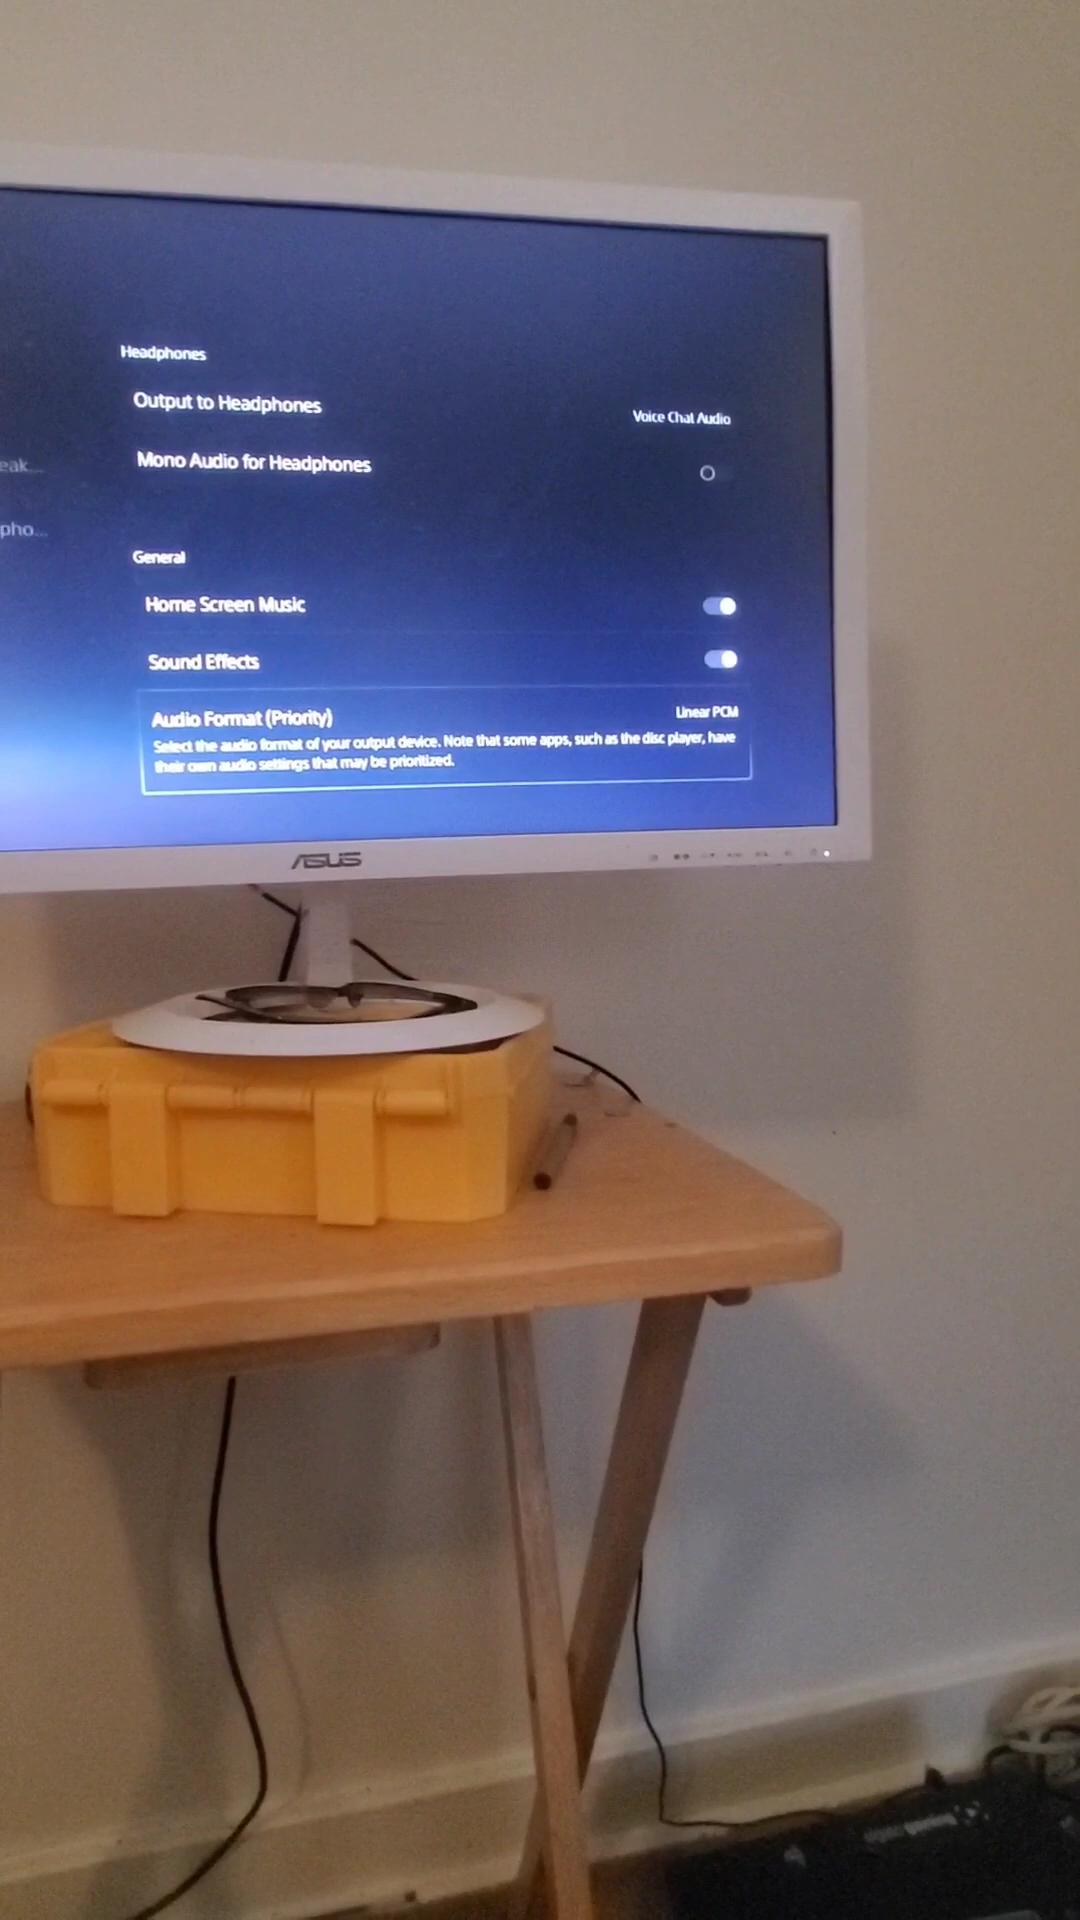 Headphones
Output to Headphones
Voice Chat Audio
eak...
Mono Audio for Headphones
pho...
General
Home Screen Music
Sound Effects
Audio Format (Priority)
Linear PCM
Select the audio format of your output device. Note that some apps, such as the disc player, have
their own audio settings that may be prioritized.
ASUS